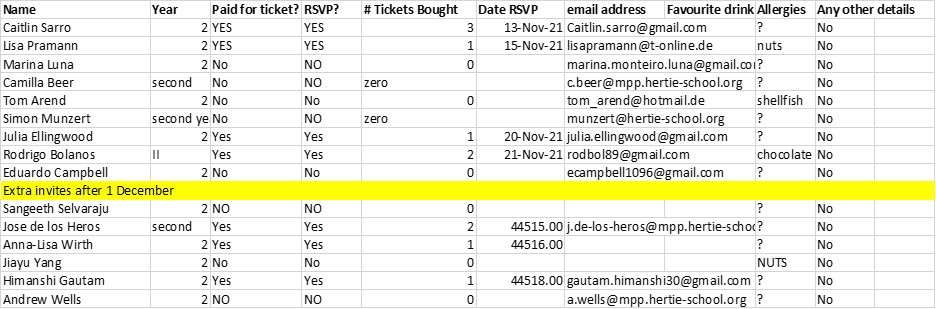 Name Year Paid for ticket? RSVP? # Tickets Bought Date RSVP email address Favourite drink Allergies Any other details
Caitlin Sarro 2 YES YES 3 13-Nov-21 Caitlin.sarro@gmail.com ? No
Lisa Pramann 2 YES YES 1 15-Nov-21 lisapramann@t-online.de nuts No
Marina Luna 2 No No 0 marina.monteiro.luna@gmail.com ? No
Camilla Beer second No No zero c.beer@mpp.hertie-school.org ? No
Tom Arend 2 No No 0 tom_arend@hotmail.de shellfish No
Simon Munzert second ye No No zero munzert@hertie-school.org ? No
Julia Ellingwood 2 Yes Yes 1 20-Nov-21 julia.ellingwood@gmail.com ? No
Rodrigo Bolanos II Yes Yes 2 21-Nov-21 rodbol89@gmail.com chocolate No
Eduardo Campbell 2 No No 0 ecampbell1096@gmail.com ? No
Extra invites after 1 December
Sangeeth Selvaraju 2 NO NO 0 ? No
Jose de los Heros second Yes Yes 2 44515.00 j.de-los-heros@mpp.hertie-schoo ? No
Anna-Lisa Wirth 2 Yes Yes 1 44516.00 ? No
Jiayu Yang 2 No No 0 NUTS No
Himanshi Gautam 2 Yes Yes 1 44518.00 gautam.himanshi30@gmail.com ? No
Andrew Wells 2 NO NO 0 a.wells@mpp.hertie-school.org ? No